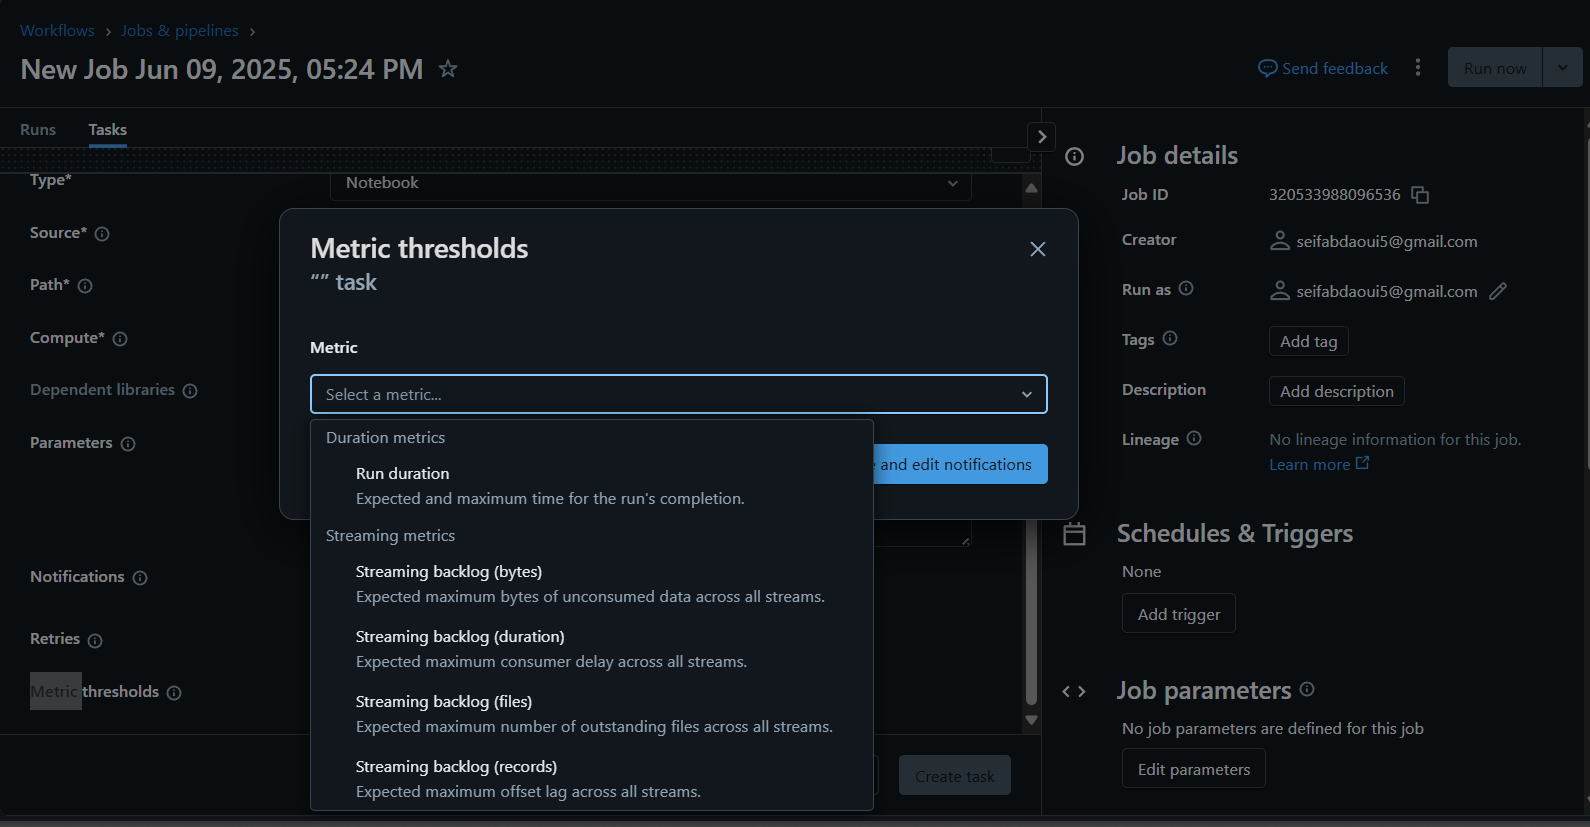 Workflows › Jobs & pipelines ›
New Job Jun 09, 2025, 05:24 PM
Send feedback
Run now
Runs
Tasks
Type*
Notebook
Source*
Path*
Compute*
Dependent libraries
Parameters
Notifications
Retries
Metric thresholds
Create task
Metric thresholds
“” task
Metric
Select a metric...
and edit notifications
Duration metrics
Run duration
Expected and maximum time for the run's completion.
Streaming metrics
Streaming backlog (bytes)
Expected maximum bytes of unconsumed data across all streams.
Streaming backlog (duration)
Expected maximum consumer delay across all streams.
Streaming backlog (files)
Expected maximum number of outstanding files across all streams.
Streaming backlog (records)
Expected maximum offset lag across all streams.
Job details
Job ID
320533988096536
Creator
seifabdaoui5@gmail.com
Run as
seifabdaoui5@gmail.com
Tags
Add tag
Description
Add description
Lineage
No lineage information for this job.
Learn more
Schedules & Triggers
None
Add trigger
Job parameters
No job parameters are defined for this job
Edit parameters